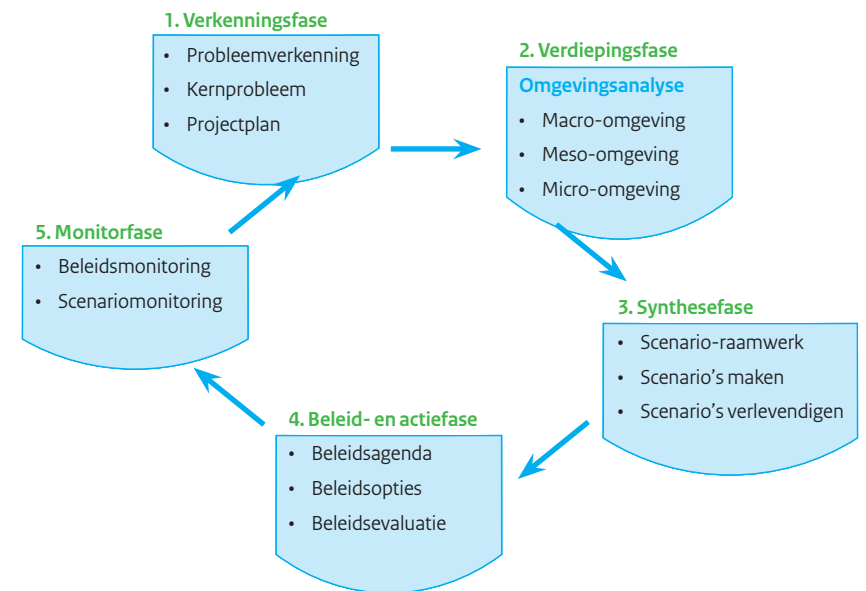 1. Verkenningsfase
• Probleemverkenning
• Kernprobleem
• Projectplan
2. Verdiepingsfase
Omgevingsanalyse
• Macro-omgeving
• Meso-omgeving
• Micro-omgeving
3. Synthesefase
• Scenario-raamwerk
• Scenario's maken
• Scenario's verlevendigen
4. Beleid- en actiefase
• Beleidsagenda
• Beleidsopties
• Beleidsevaluatie
5. Monitorfase
• Beleidsmonitoring
• Scenariomonitoring